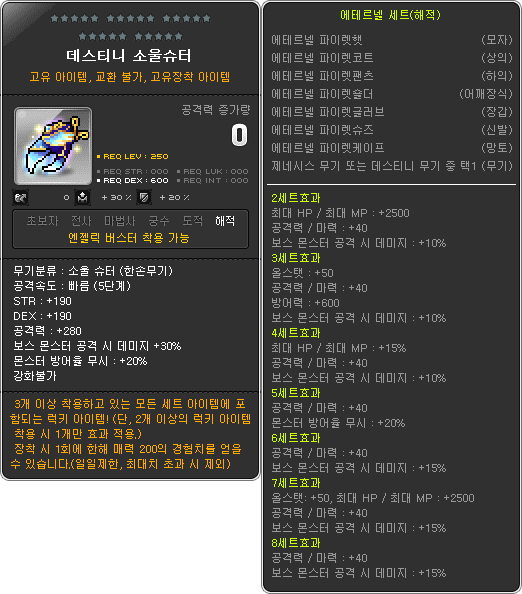 데스티니 소울슈터
고유 아이템, 교환 불가, 고유장착 아이템
공격력 증가량
0
REQ LEV : 250
REQ STR : 000
REQ LUK : 000
REQ DEX : 600
REQ INT : 000
0
+ 30 %
+ 20 %
초보자 전사 마법사 궁수 도적 해적
엔젤릭 버스터 착용 가능
무기분류 : 소울 슈터 (한손무기)
공격속도 : 빠름 (5단계)
STR : +190
DEX : +190
공격력 : +280
보스 몬스터 공격 시 데미지 +30%
몬스터 방어율 무시 : +20%
강화불가
3개 이상 착용하고 있는 모든 세트 아이템에 포
함되는 럭키 아이템! (단, 2개 이상의 럭키 아이템
착용 시 1개만 효과 적용.)
장착 시 1회에 한해 매력 200의 경험치를 얻을
수 있습니다.(일일제한, 최대치 초과 시 제외)
에테르넬 세트(해적)
에테르넬 파이렛햇 (모자)
에테르넬 파이렛코트 (상의)
에테르넬 파이렛팬츠 (하의)
에테르넬 파이렛숄더 (어깨장식)
에테르넬 파이렛글러브 (장갑)
에테르넬 파이렛슈즈 (신발)
에테르넬 파이렛케이프 (망토)
제네시스 무기 또는 데스티니 무기 중 택1 (무기)
2세트효과
최대 HP / 최대 MP : +2500
공격력 / 마력 : +40
보스 몬스터 공격 시 데미지 : +10%
3세트효과
올스탯 : +50
공격력 / 마력 : +40
방어력 : +600
보스 몬스터 공격 시 데미지 : +10%
4세트효과
최대 HP / 최대 MP : +15%
공격력 / 마력 : +40
보스 몬스터 공격 시 데미지 : +10%
5세트효과
공격력 / 마력 : +40
몬스터 방어율 무시 : +20%
6세트효과
공격력 / 마력 : +40
보스 몬스터 공격 시 데미지 : +15%
7세트효과
올스탯: +50, 최대 HP / 최대 MP : +2500
공격력 / 마력 : +40
보스 몬스터 공격 시 데미지 : +15%
8세트효과
공격력 / 마력 : +40
보스 몬스터 공격 시 데미지 : +15%